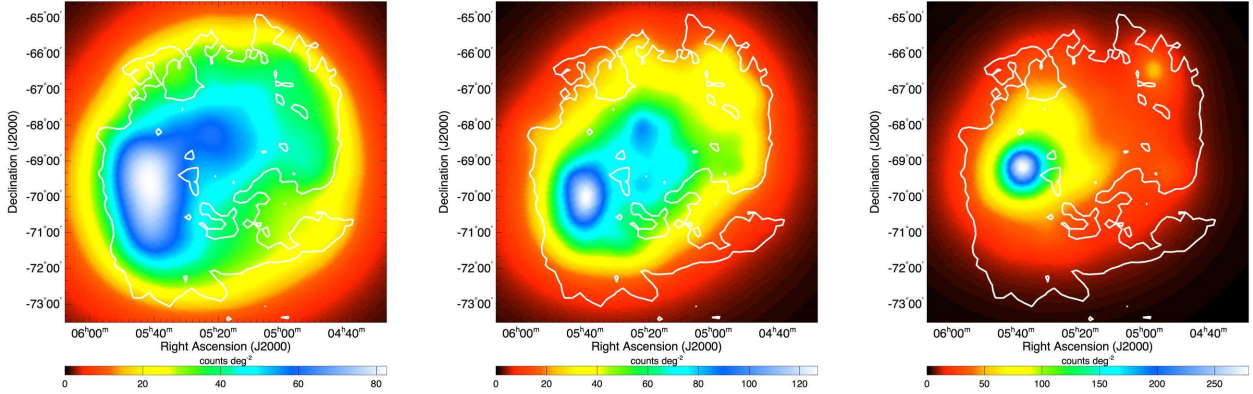 -65°00'
-66°00'
-67°00'
-68°00'
-69°00'
-70°00'
-71°00'
-72°00'
-73°00'
Declination (J2000)
06ʰ00ᵐ 05ʰ40ᵐ 05ʰ20ᵐ 05ʰ00ᵐ 04ʰ40ᵐ
Right Ascension (J2000)
counts deg⁻²
0 20 40 60 80
-65°00'
-66°00'
-67°00'
-68°00'
-69°00'
-70°00'
-71°00'
-72°00'
-73°00'
Declination (J2000)
06ʰ00ᵐ 05ʰ40ᵐ 05ʰ20ᵐ 05ʰ00ᵐ 04ʰ40ᵐ
Right Ascension (J2000)
counts deg⁻²
0 20 40 60 80 100 120
-65°00'
-66°00'
-67°00'
-68°00'
-69°00'
-70°00'
-71°00'
-72°00'
-73°00'
Declination (J2000)
06ʰ00ᵐ 05ʰ40ᵐ 05ʰ20ᵐ 05ʰ00ᵐ 04ʰ40ᵐ
Right Ascension (J2000)
counts deg⁻²
0 50 100 150 200 250